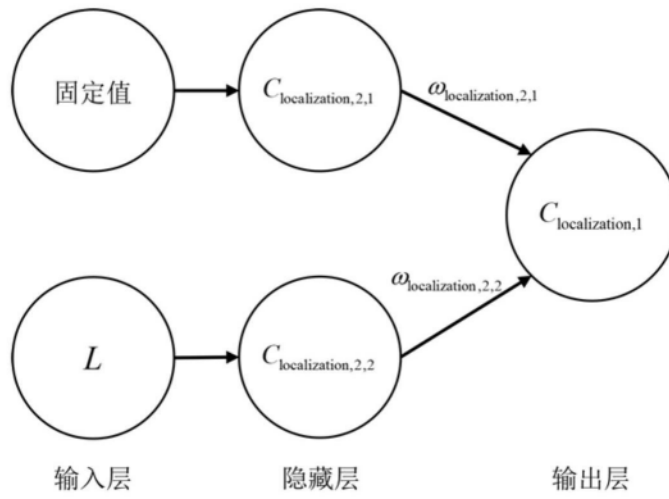 固定值
C_localization,2,1
ω_localization,2,1
C_localization,1
L
C_localization,2,2
ω_localization,2,2
输入层
隐藏层
输出层